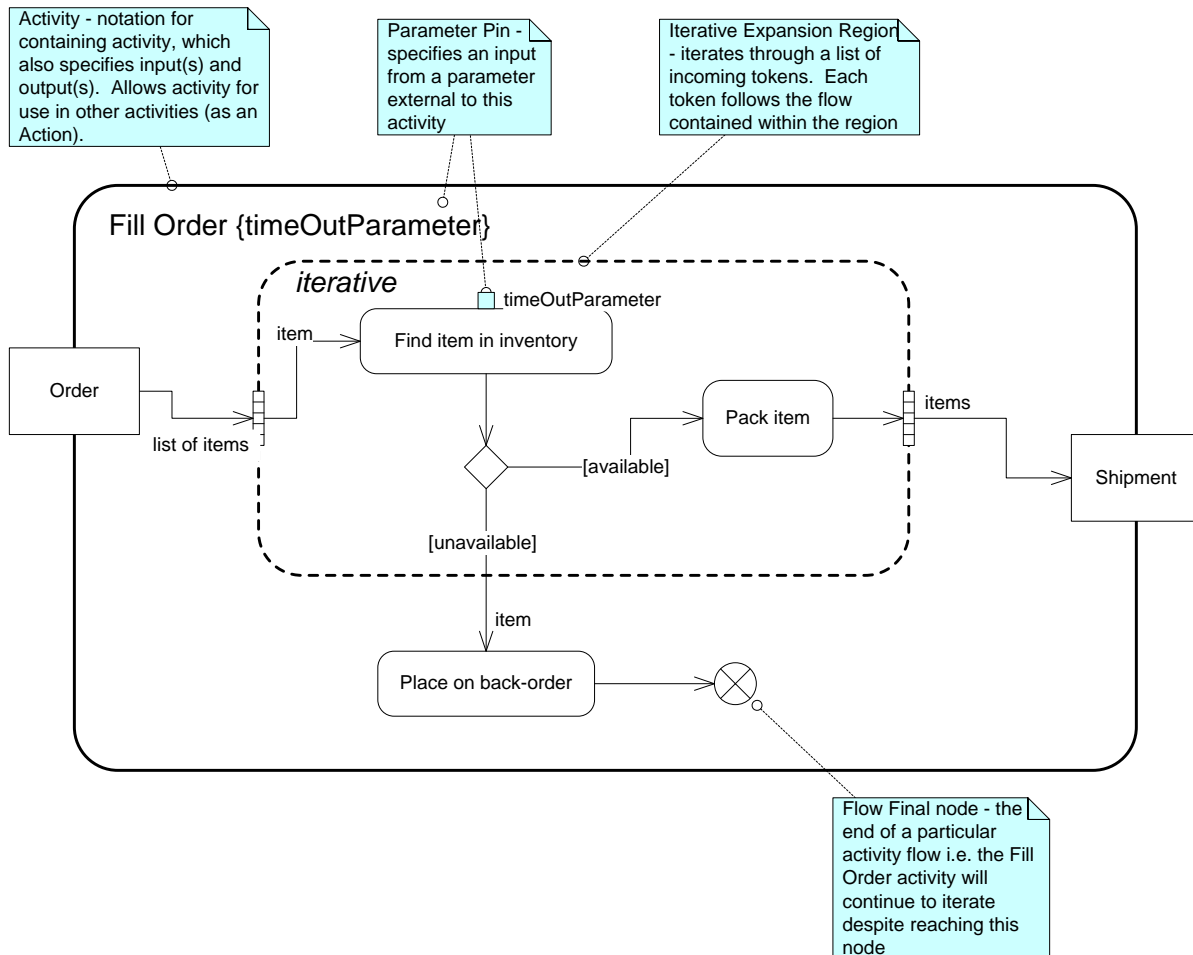 Activity - notation for
containing activity, which
also specifies input(s) and
output(s).  Allows activity for
use in other activities (as an
Action).
Parameter Pin -
specifies an input
from a parameter
external to this
activity
Iterative Expansion Region
- iterates through a list of
incoming tokens.  Each
token follows the flow
contained within the region
Fill Order {timeOutParameter}
iterative
timeOutParameter
item
Find item in inventory
Order
list of items
Pack item
items
[available]
Shipment
[unavailable]
item
Place on back-order
Flow Final node - the
end of a particular
activity flow i.e. the Fill
Order activity will
continue to iterate
despite reaching this
node